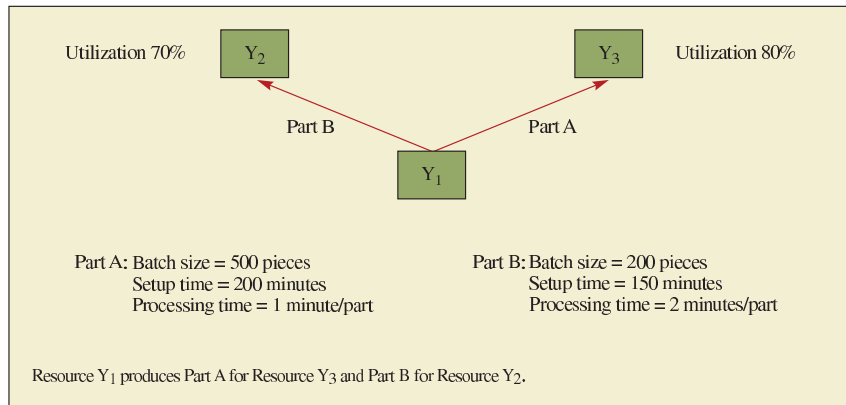 Utilization 70%
Y2
Y3
Utilization 80%
Part B
Part A
Y1
Part A: Batch size = 500 pieces
Setup time = 200 minutes
Processing time = 1 minute/part
Part B: Batch size = 200 pieces
Setup time = 150 minutes
Processing time = 2 minutes/part
Resource Y1 produces Part A for Resource Y3 and Part B for Resource Y2.